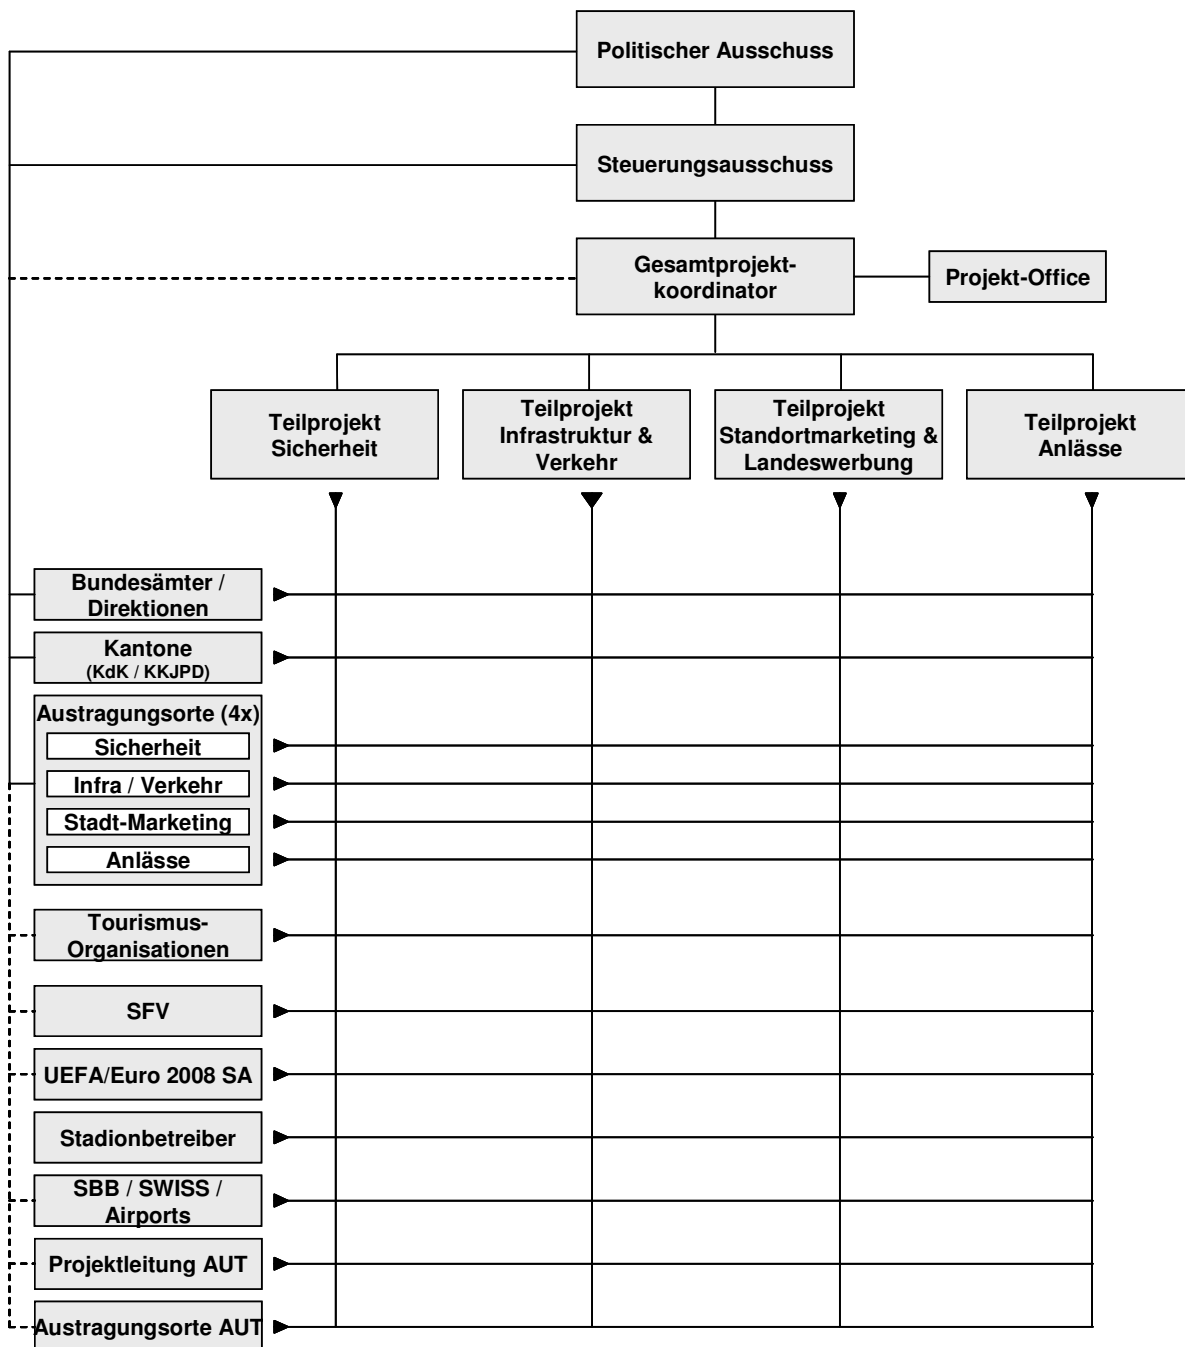 Politischer Ausschuss
Steuerungsausschuss
Gesamtprojekt-
koordinator
Projekt-Office
Teilprojekt
Sicherheit
Teilprojekt
Infrastruktur &
Verkehr
Teilprojekt
Standortmarketing &
Landeswerbung
Teilprojekt
Anlässe
Bundesämter /
Direktionen
Kantone
(KdK / KKJPD)
Austragungsorte (4x)
Sicherheit
Infra / Verkehr
Stadt-Marketing
Anlässe
Tourismus-
Organisationen
SFV
UEFA/Euro 2008 SA
Stadionbetreiber
SBB / SWISS /
Airports
Projektleitung AUT
Austragungsorte AUT